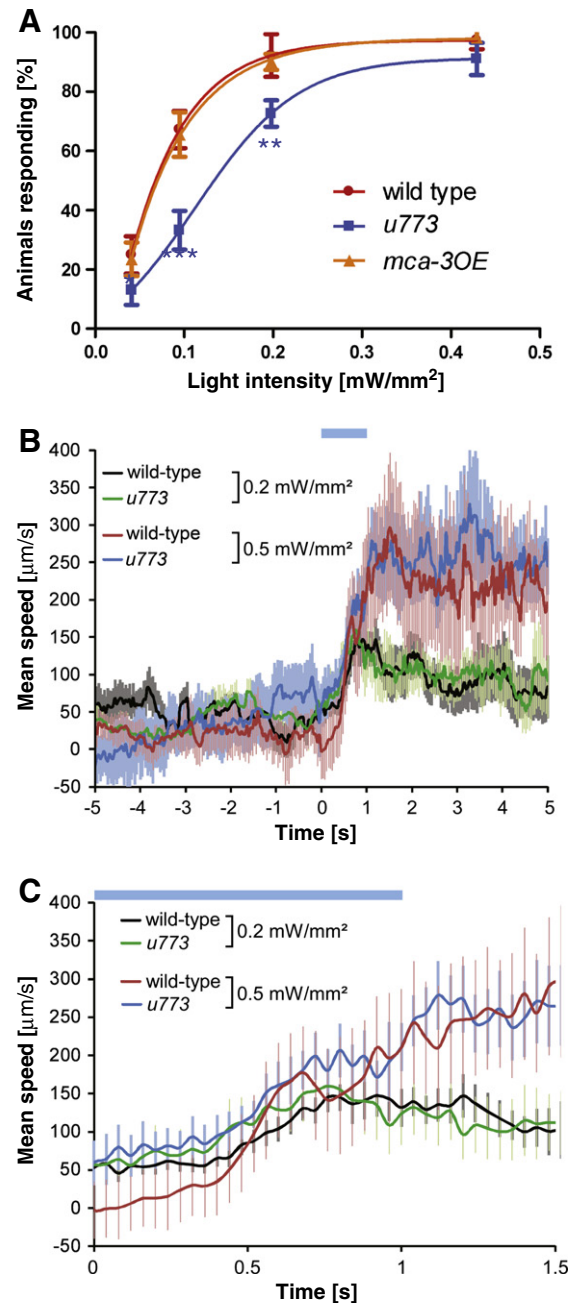 A
Animals responding [%]
100
80
60
40
20
0
***
**
wild type
u773
mca-3OE
0.0 0.1 0.2 0.3 0.4 0.5
Light intensity [mW/mm²]
B
Mean speed [µm/s]
400
350
300
250
200
150
100
50
0
-50
wild-type
u773
0.2 mW/mm²
wild-type
u773
0.5 mW/mm²
-5 -4 -3 -2 -1 0 1 2 3 4 5
Time [s]
C
Mean speed [µm/s]
400
350
300
250
200
150
100
50
0
-50
wild-type
u773
0.2 mW/mm²
wild-type
u773
0.5 mW/mm²
0 0.5 1 1.5
Time [s]